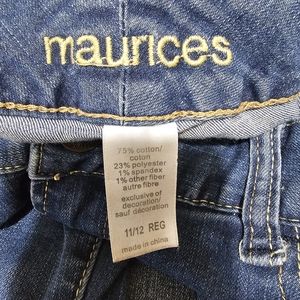 maurices
75% cotton/
coton
23% polyester
1% spandex
1% other fiber
autre fibre
exclusive of
decoration/
sauf décoration
11/12 REG
made in china